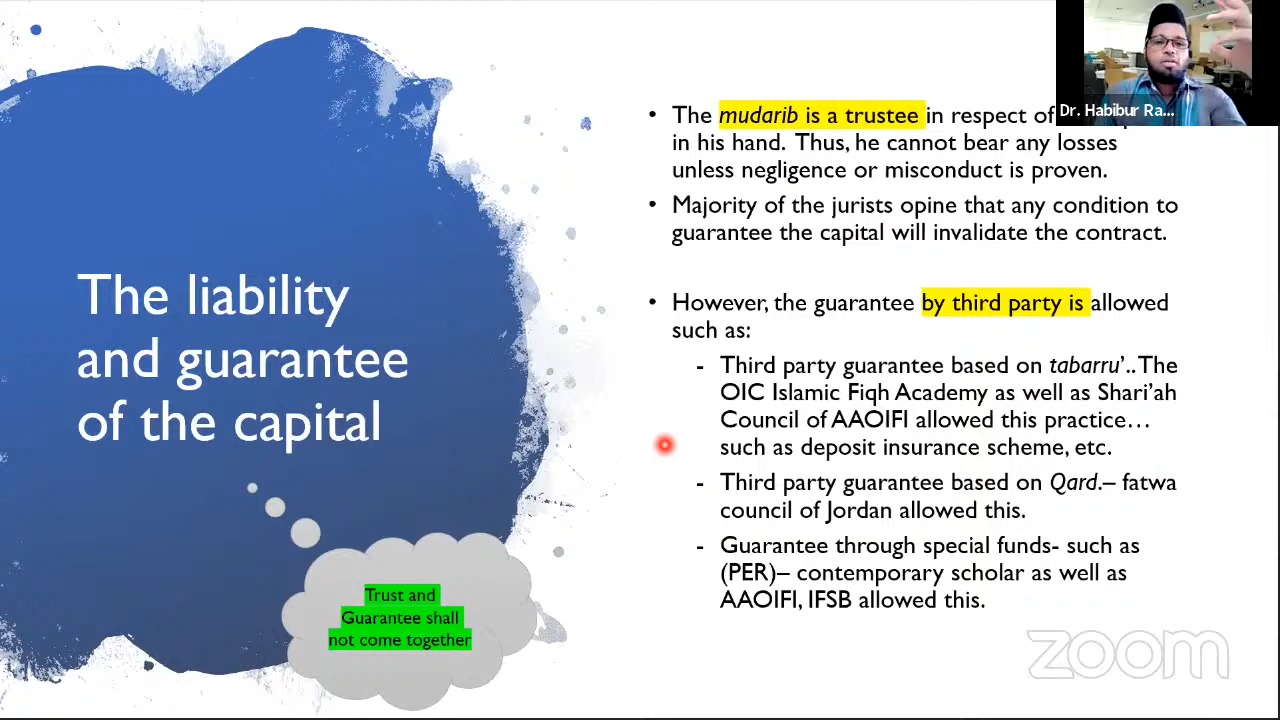 The liability
and guarantee
of the capital
Trust and
Guarantee shall
not come together
• The mudarib is a trustee in respect of
in his hand. Thus, he cannot bear any losses
unless negligence or misconduct is proven.
• Majority of the jurists opine that any condition to
guarantee the capital will invalidate the contract.
• However, the guarantee by third party is allowed
such as:
- Third party guarantee based on tabarru’.. The
OIC Islamic Fiqh Academy as well as Shari’ah
Council of AAOIFI allowed this practice…
such as deposit insurance scheme, etc.
- Third party guarantee based on Qard.– fatwa
council of Jordan allowed this.
- Guarantee through special funds- such as
(PER)– contemporary scholar as well as
AAOIFI, IFSB allowed this.
Dr. Habibur Ra...
zoom